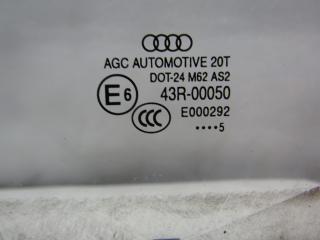 AGC AUTOMOTIVE 20T
DOT-24 M62 AS2
E6 43R-00050
CCC E000292
••••5